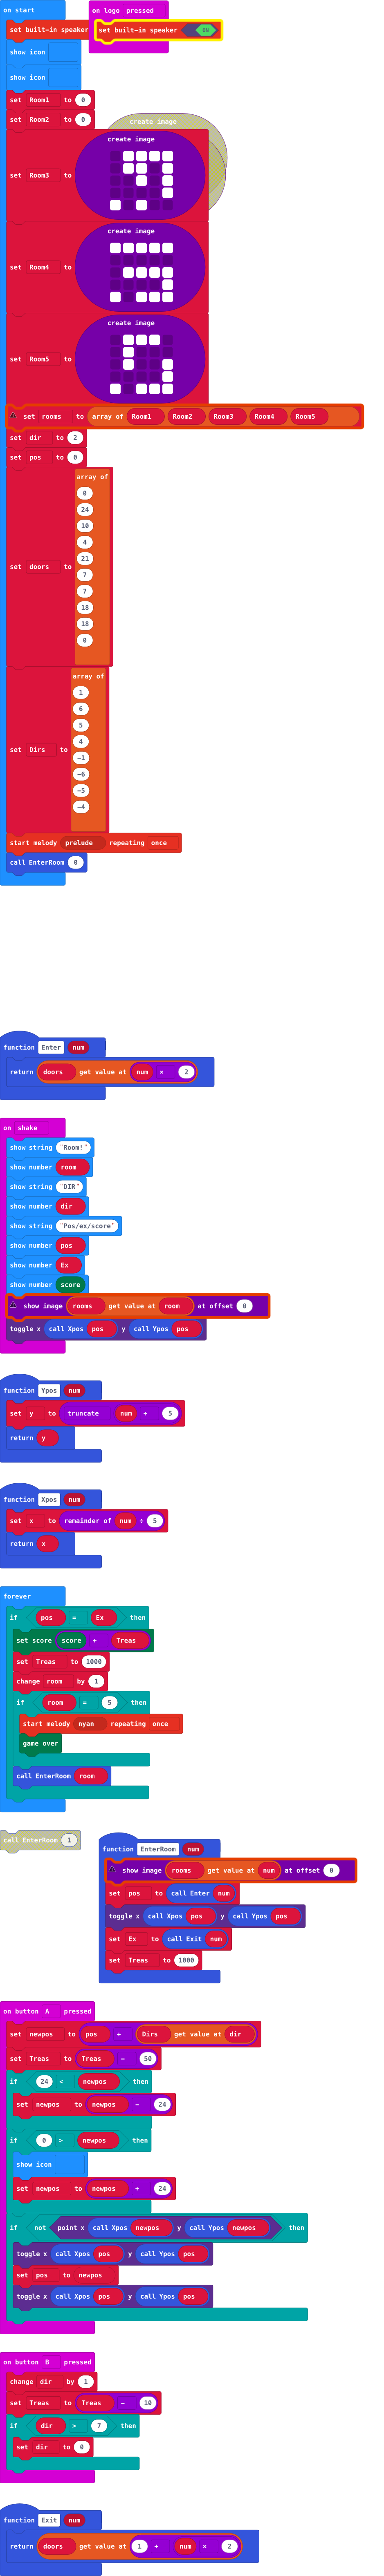 on start
on logo pressed
set built-in speaker
set built-in speaker ON
show icon
show icon
set Room1 to 0
set Room2 to 0
create image
create image
set Room3 to
create image
set Room4 to
create image
set Room5 to
set rooms to array of Room1 Room2 Room3 Room4 Room5
set dir to 2
set pos to 0
array of
0
24
10
4
21
set doors to
7
7
18
18
0
array of
1
6
5
4
set Dirs to
-1
-6
-5
-4
start melody prelude repeating once
call EnterRoom 0
function Enter num
return doors get value at num × 2
on shake
show string "Room!"
show number room
show string "DIR"
show number dir
show string "Pos/ex/score"
show number pos
show number Ex
show number score
show image rooms get value at room at offset 0
toggle x call Xpos pos y call Ypos pos
function Ypos num
set y to truncate num ÷ 5
return y
function Xpos num
set x to remainder of num ÷ 5
return x
forever
if pos = Ex then
set score score + Treas
set Treas to 1000
change room by 1
if room = 5 then
start melody nyan repeating once
game over
call EnterRoom room
call EnterRoom 1
function EnterRoom num
show image rooms get value at num at offset 0
set pos to call Enter num
toggle x call Xpos pos y call Ypos pos
set Ex to call Exit num
set Treas to 1000
on button A pressed
set newpos to pos + Dirs get value at dir
set Treas to Treas - 50
if 24 < newpos then
set newpos to newpos - 24
if 0 > newpos then
show icon
set newpos to newpos + 24
if not point x call Xpos newpos y call Ypos newpos then
toggle x call Xpos pos y call Ypos pos
set pos to newpos
toggle x call Xpos pos y call Ypos pos
on button B pressed
change dir by 1
set Treas to Treas - 10
if dir > 7 then
set dir to 0
function Exit num
return doors get value at 1 + num × 2